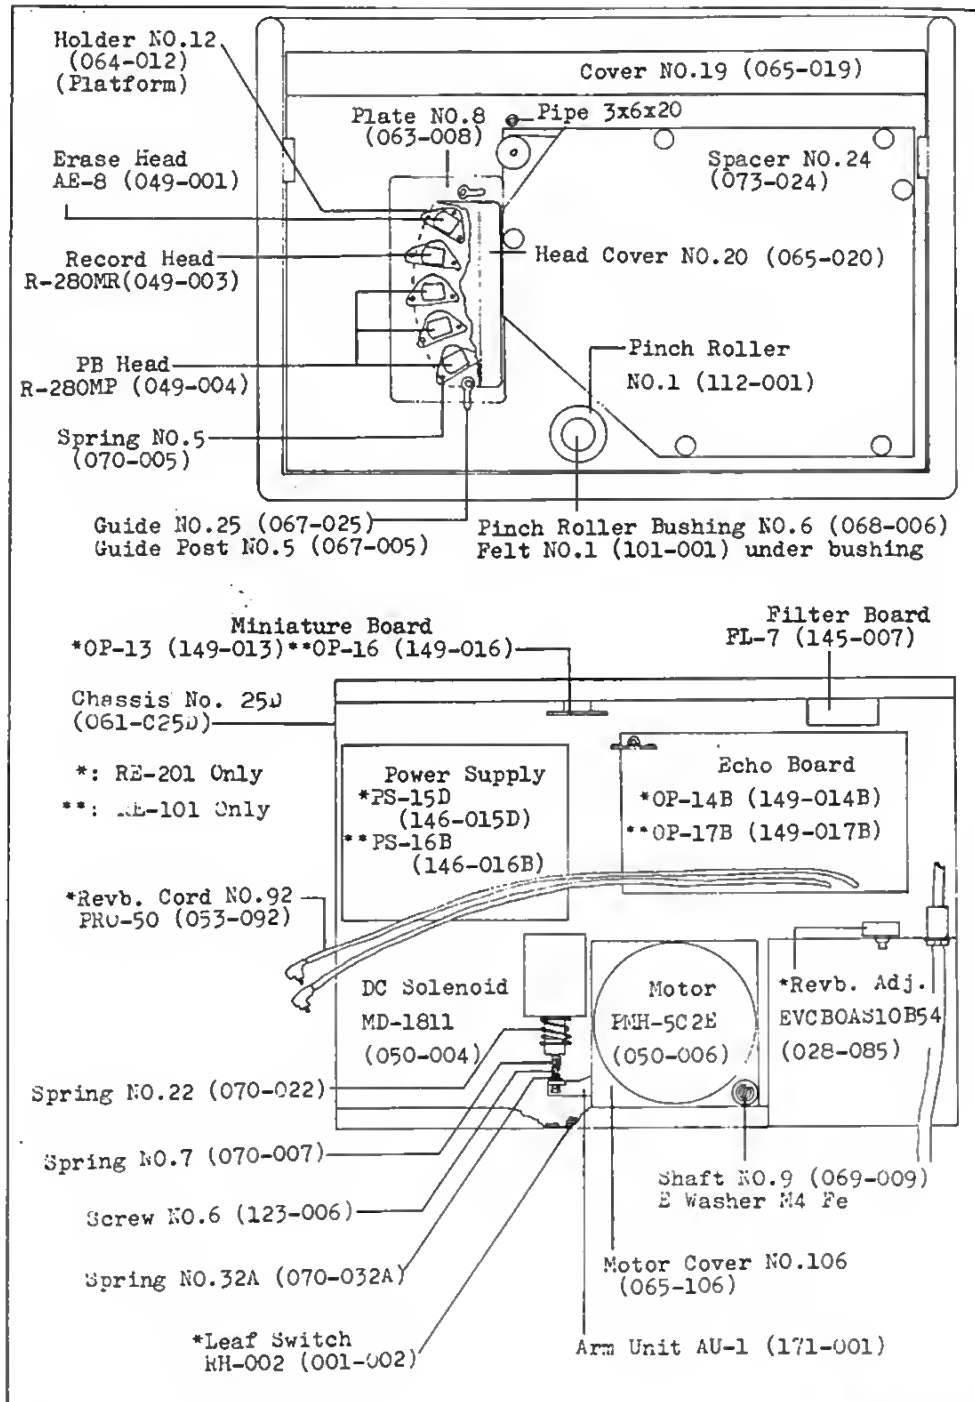 Holder NO.12
(064-012)
(Platform)
Cover NO.19 (065-019)
Plate NO.8
(063-008)
Pipe 3x6x20
Erase Head
AE-8 (049-001)
Spacer NO.24
(073-024)
Record Head
R-280MR(049-003)
Head Cover NO.20 (065-020)
PB Head
R-280MP (049-004)
Pinch Roller
NO.1 (112-001)
Spring NO.5
(070-005)
Guide NO.25 (067-025)
Guide Post NO.5 (067-005)
Pinch Roller Bushing NO.6 (068-006)
Felt NO.1 (101-001) under bushing
Miniature Board
*OP-13 (149-013)**OP-16 (149-016)
Filter Board
FL-7 (145-007)
Chassis No. 25D
(061-C25D)
*: RE-201 Only
**: RE-101 Only
Power Supply
*PS-15D
(146-015D)
**PS-16B
(146-016B)
Echo Board
*OP-14B (149-014B)
**OP-17B (149-017B)
*Revb. Cord NO.92
PRO-50 (053-092)
DC Solenoid
MD-1811
(050-004)
Motor
PMH-5C2E
(050-006)
*Revb. Adj.
EVCBOAS10B54
(028-085)
Spring NO.22 (070-022)
Spring NO.7 (070-007)
Screw NO.6 (123-006)
Spring NO.32A (070-032A)
*Leaf Switch
RH-002 (001-002)
Shaft NO.9 (069-009)
E Washer M4 Fe
Motor Cover NO.106
(065-106)
Arm Unit AU-1 (171-001)